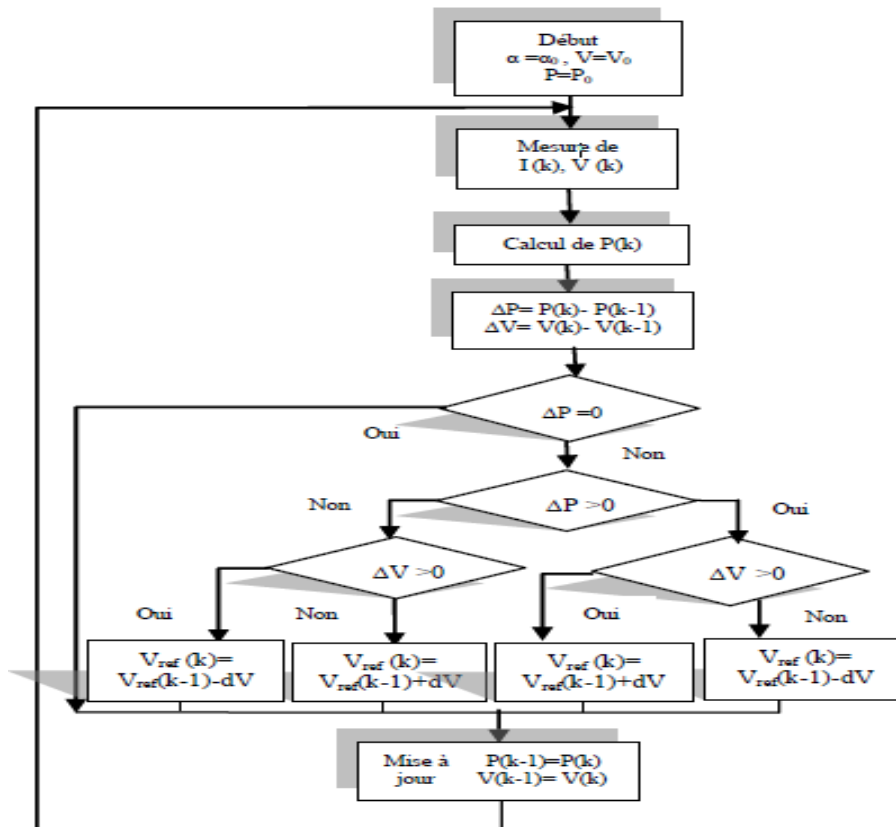 Début
α =α₀ , V=V₀
P=P₀
Mesure de
I (k), V (k)
Calcul de P(k)
ΔP= P(k)- P(k-1)
ΔV= V(k)- V(k-1)
ΔP =0
Oui
Non
ΔP >0
Non
Oui
ΔV >0
ΔV >0
Oui
Non
Oui
Non
V_ref (k)=
V_ref(k-1)-dV
V_ref (k)=
V_ref(k-1)+dV
V_ref (k)=
V_ref(k-1)+dV
V_ref (k)=
V_ref(k-1)-dV
Mise à jour
P(k-1)=P(k)
V(k-1)= V(k)